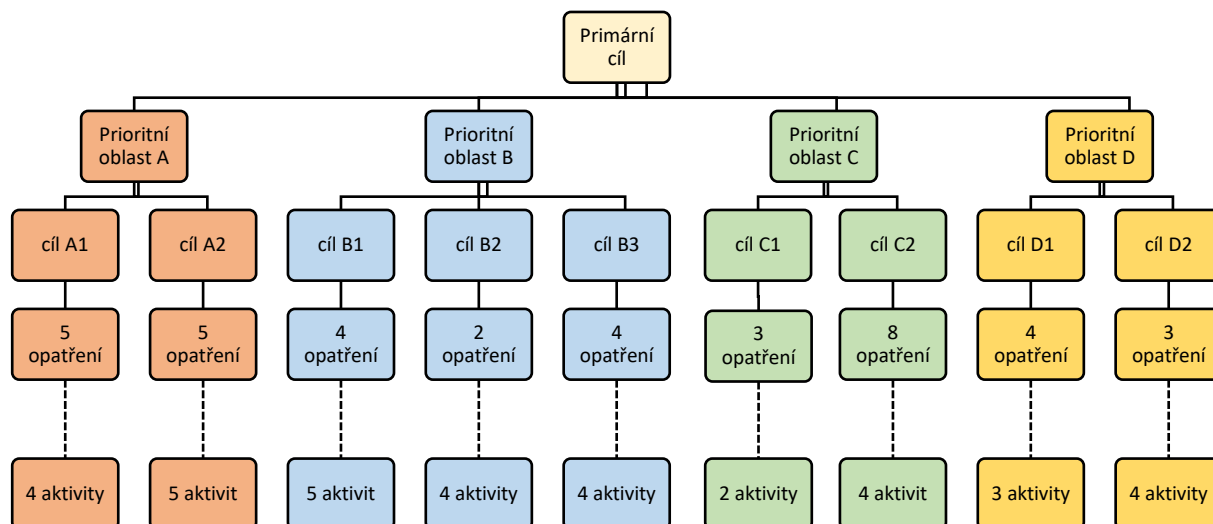 Primární
cíl
Prioritní
oblast A
Prioritní
oblast B
Prioritní
oblast C
Prioritní
oblast D
cíl A1
cíl A2
cíl B1
cíl B2
cíl B3
cíl C1
cíl C2
cíl D1
cíl D2
5
opatření
5
opatření
4
opatření
2
opatření
4
opatření
3
opatření
8
opatření
4
opatření
3
opatření
4 aktivity
5 aktivit
5 aktivit
4 aktivity
4 aktivity
2 aktivity
4 aktivit
3 aktivity
4 aktivity